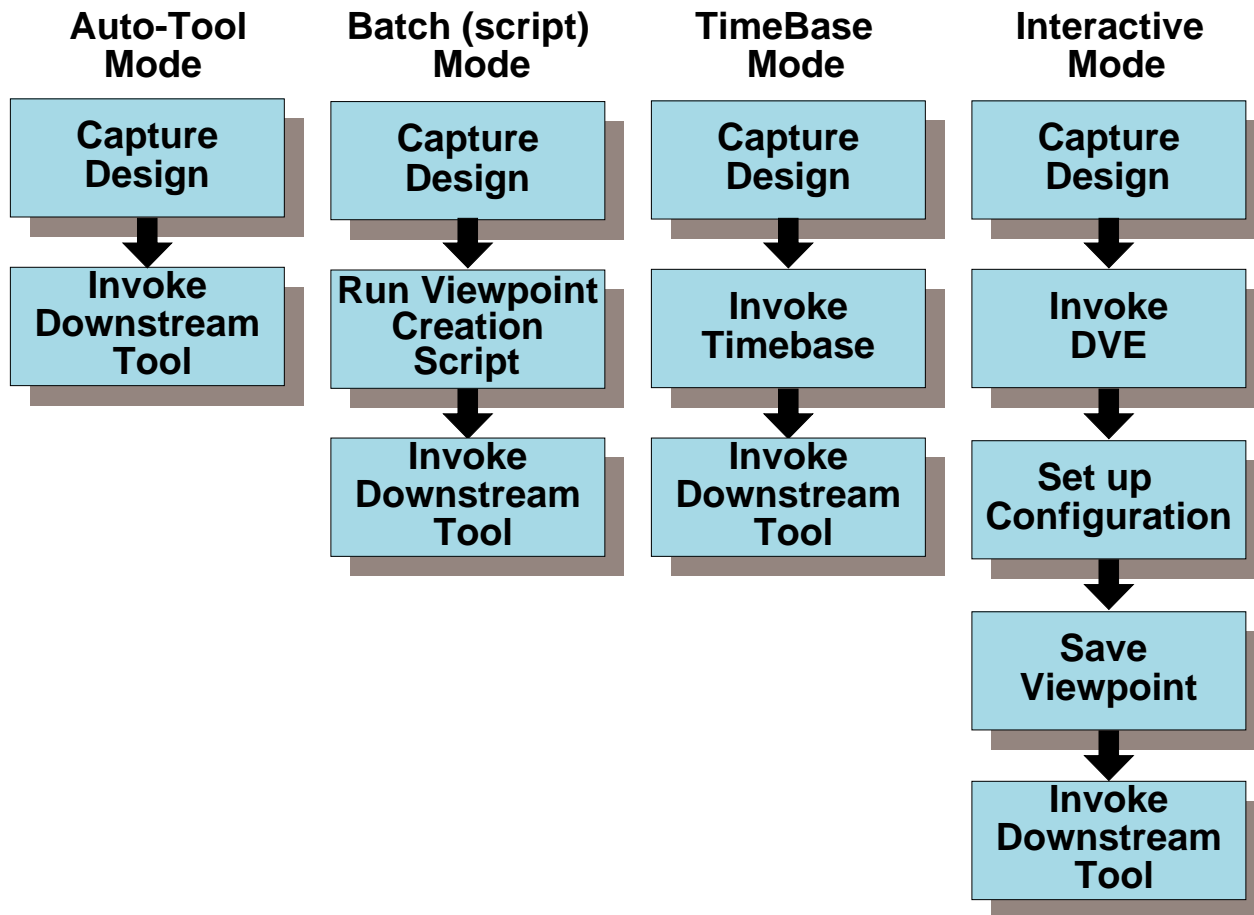 Auto-Tool
Mode
Capture
Design
Invoke
Downstream
Tool
Batch (script)
Mode
Capture
Design
Run Viewpoint
Creation
Script
Invoke
Downstream
Tool
TimeBase
Mode
Capture
Design
Invoke
Timebase
Invoke
Downstream
Tool
Interactive
Mode
Capture
Design
Invoke
DVE
Set up
Configuration
Save
Viewpoint
Invoke
Downstream
Tool